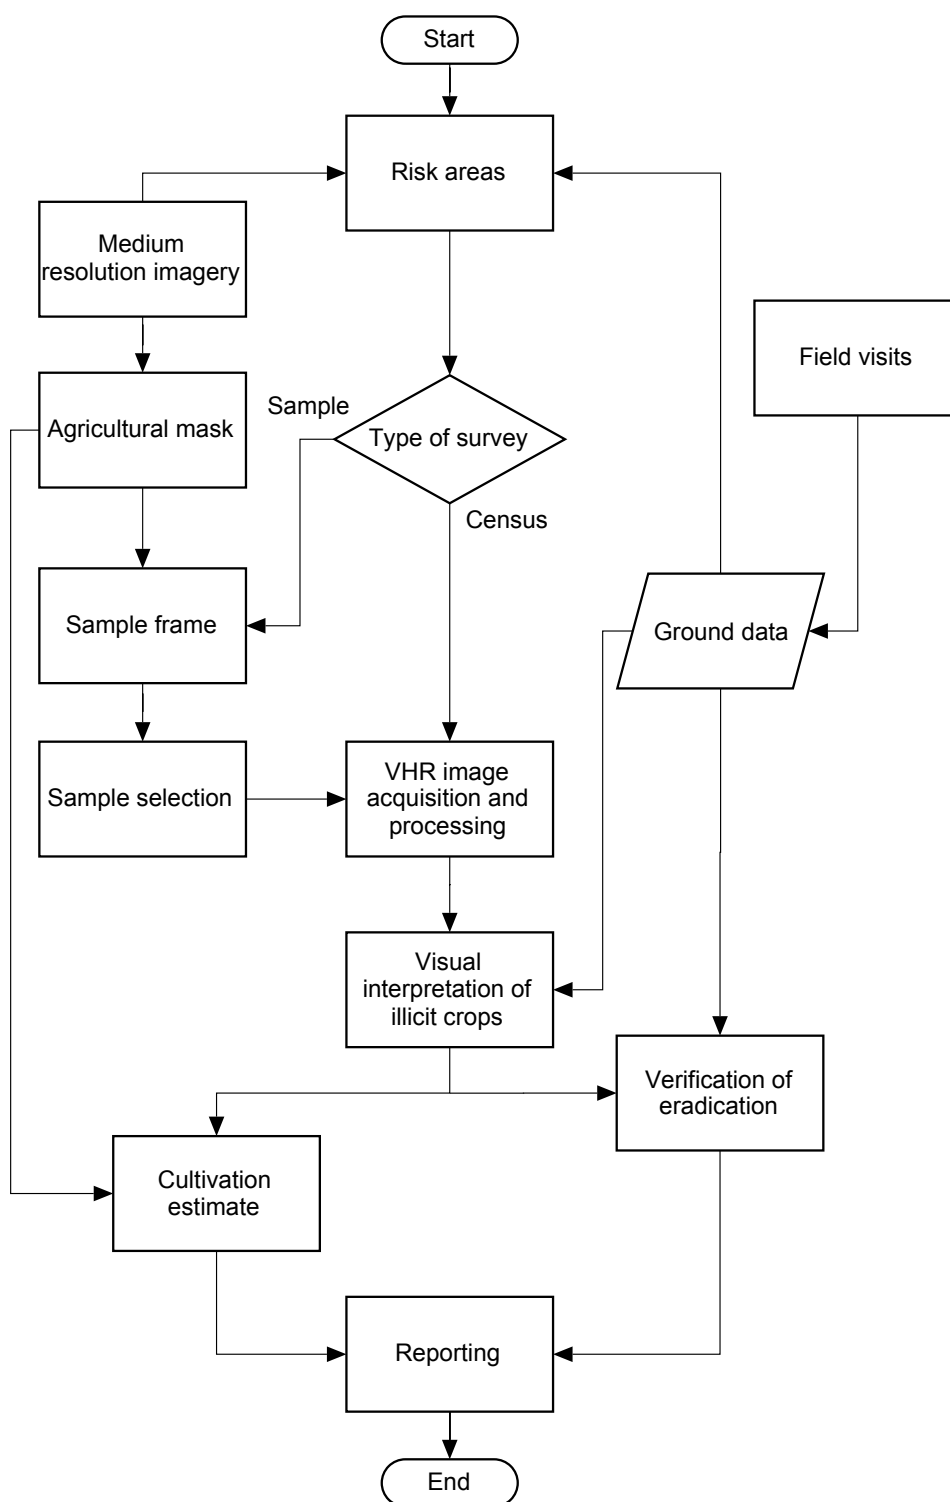 Start
Risk areas
Medium
resolution imagery
Field visits
Agricultural mask
Sample
Type of survey
Census
Sample frame
Ground data
Sample selection
VHR image
acquisition and
processing
Visual
interpretation of
illicit crops
Verification of
eradication
Cultivation
estimate
Reporting
End